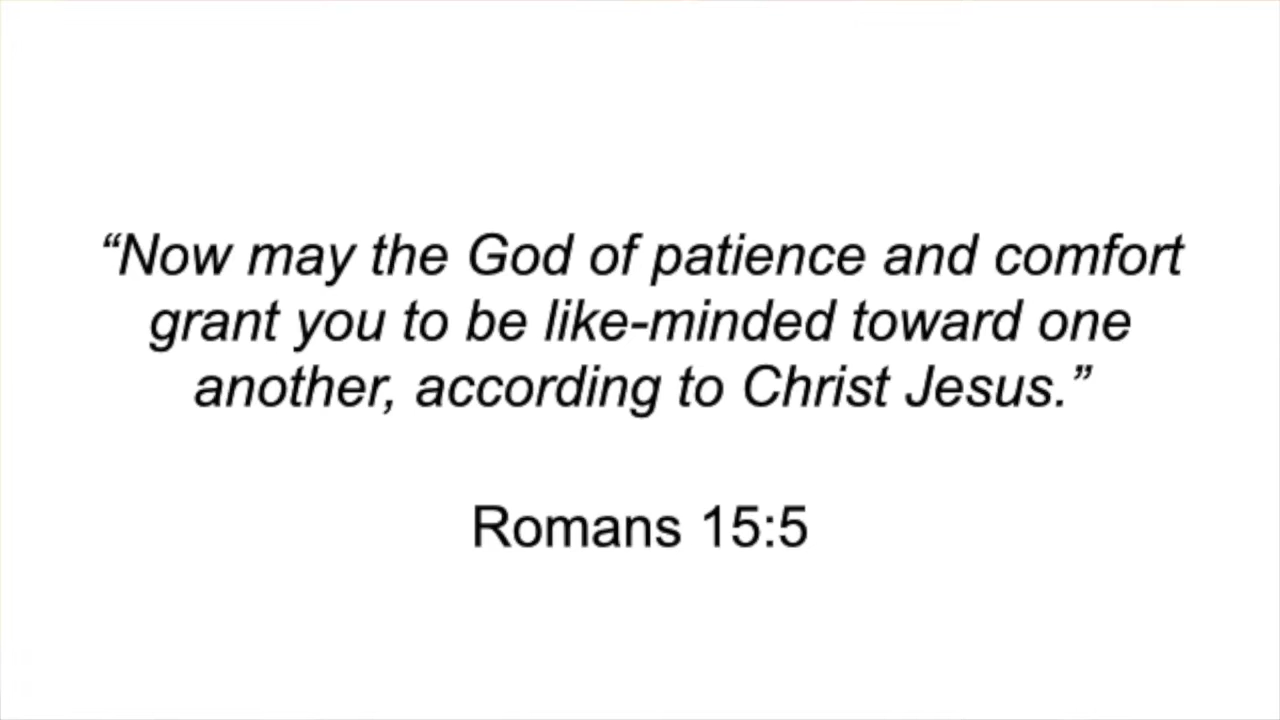 “Now may the God of patience and comfort
grant you to be like-minded toward one
another, according to Christ Jesus.”
Romans 15:5